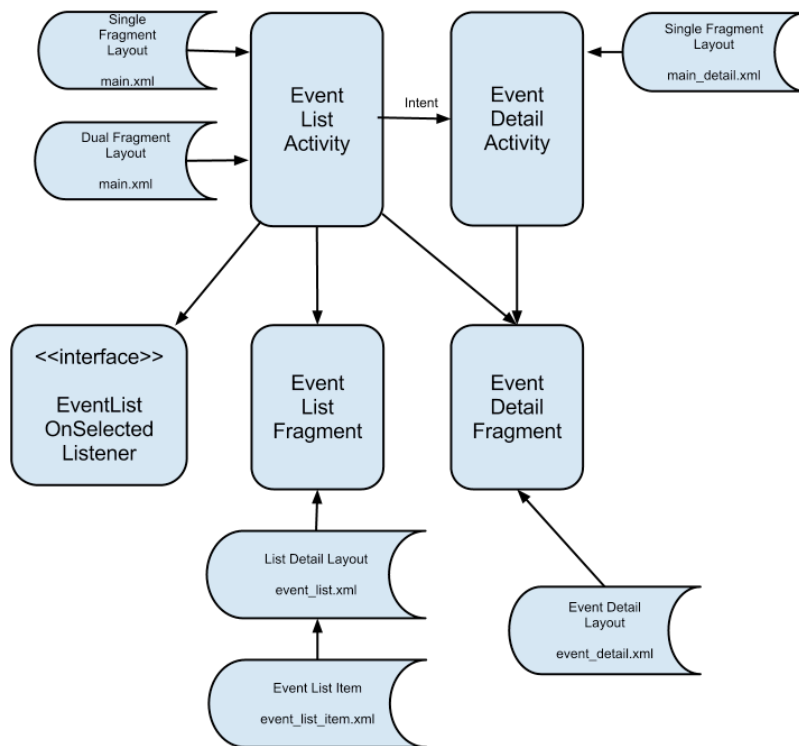 Single
Fragment
Layout
main.xml
Event
List
Activity
Intent
Event
Detail
Activity
Single Fragment
Layout
main_detail.xml
Dual Fragment
Layout
main.xml
<<interface>>
EventList
OnSelected
Listener
Event
List
Fragment
Event
Detail
Fragment
List Detail Layout
event_list.xml
Event Detail
Layout
event_detail.xml
Event List Item
event_list_item.xml